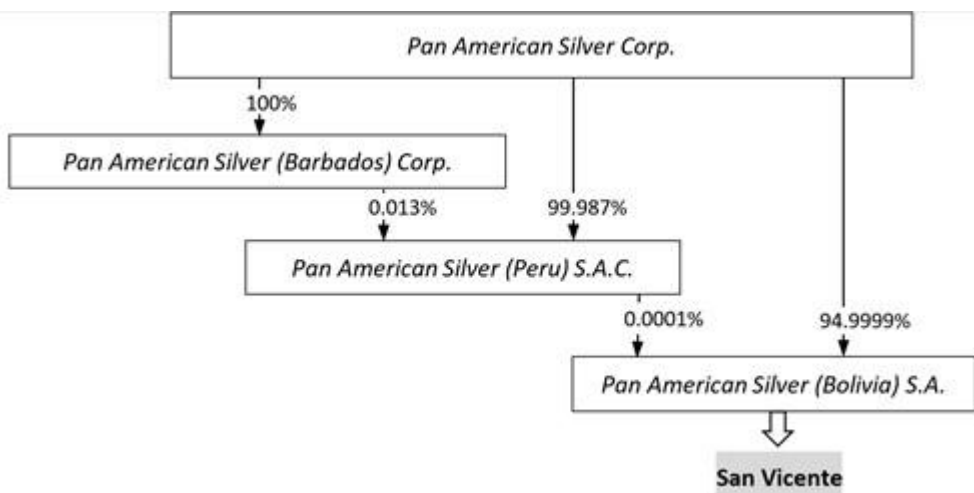 Pan American Silver Corp.
100%
Pan American Silver (Barbados) Corp.
0.013%
99.987%
Pan American Silver (Peru) S.A.C.
0.0001%
94.9999%
Pan American Silver (Bolivia) S.A.
San Vicente